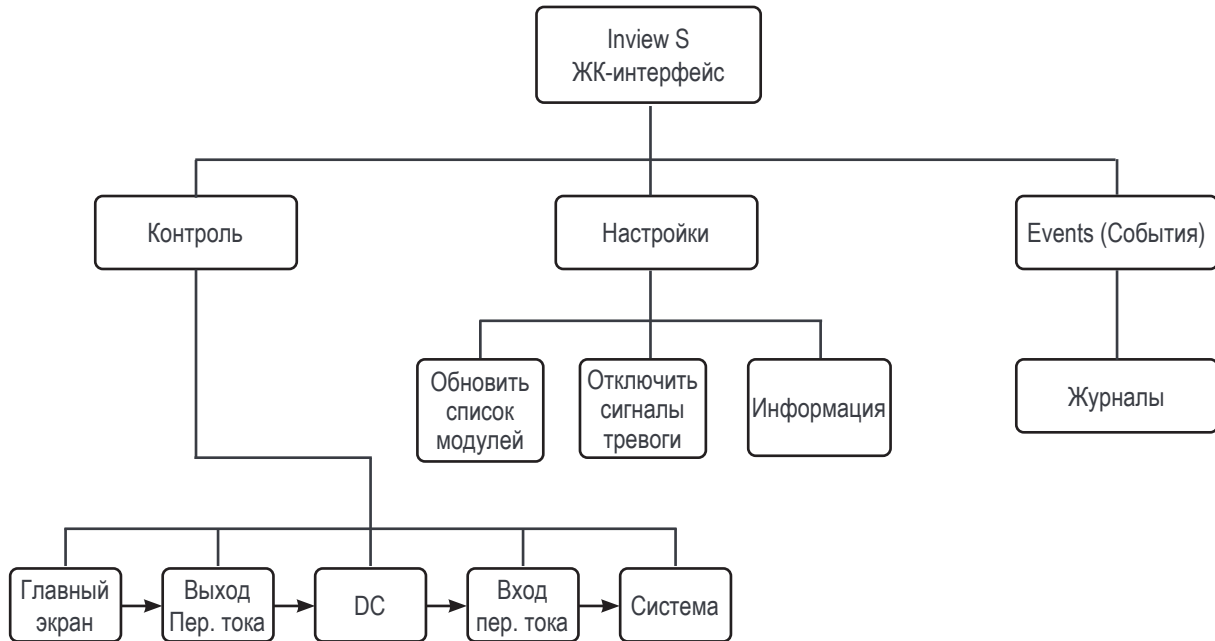 Inview S
ЖК-интерфейс
Контроль
Настройки
Events (События)
Обновить
список
модулей
Отключить
сигналы
тревоги
Информация
Журналы
Главный
экран
Выход
Пер. тока
DC
Вход
пер. тока
Система